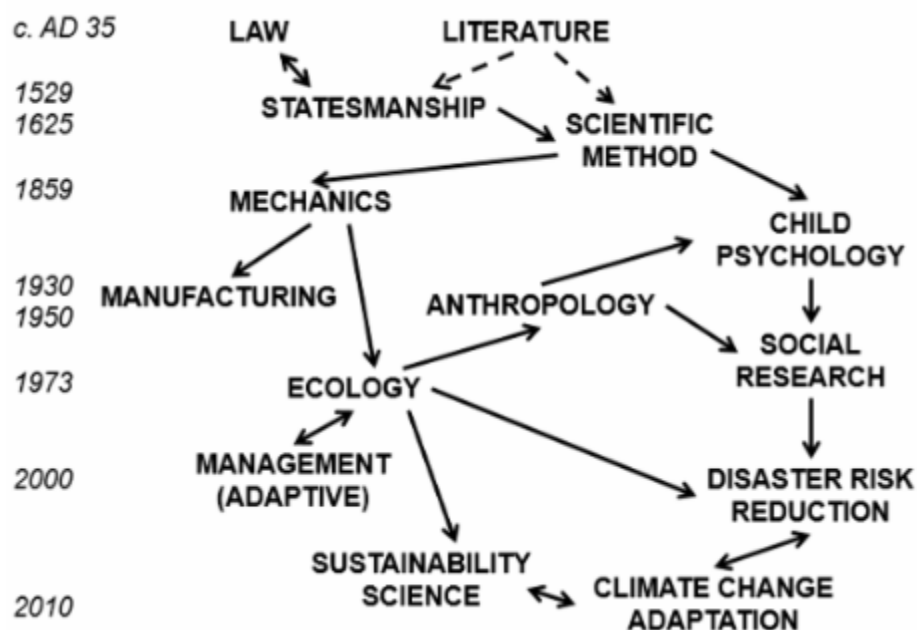 c. AD 35
LAW
LITERATURE
1529
STATESMANSHIP
1625
SCIENTIFIC
METHOD
1859
MECHANICS
CHILD
PSYCHOLOGY
1930
MANUFACTURING
ANTHROPOLOGY
1950
SOCIAL
RESEARCH
1973
ECOLOGY
MANAGEMENT
(ADAPTIVE)
2000
DISASTER RISK
REDUCTION
SUSTAINABILITY
SCIENCE
CLIMATE CHANGE
ADAPTATION
2010